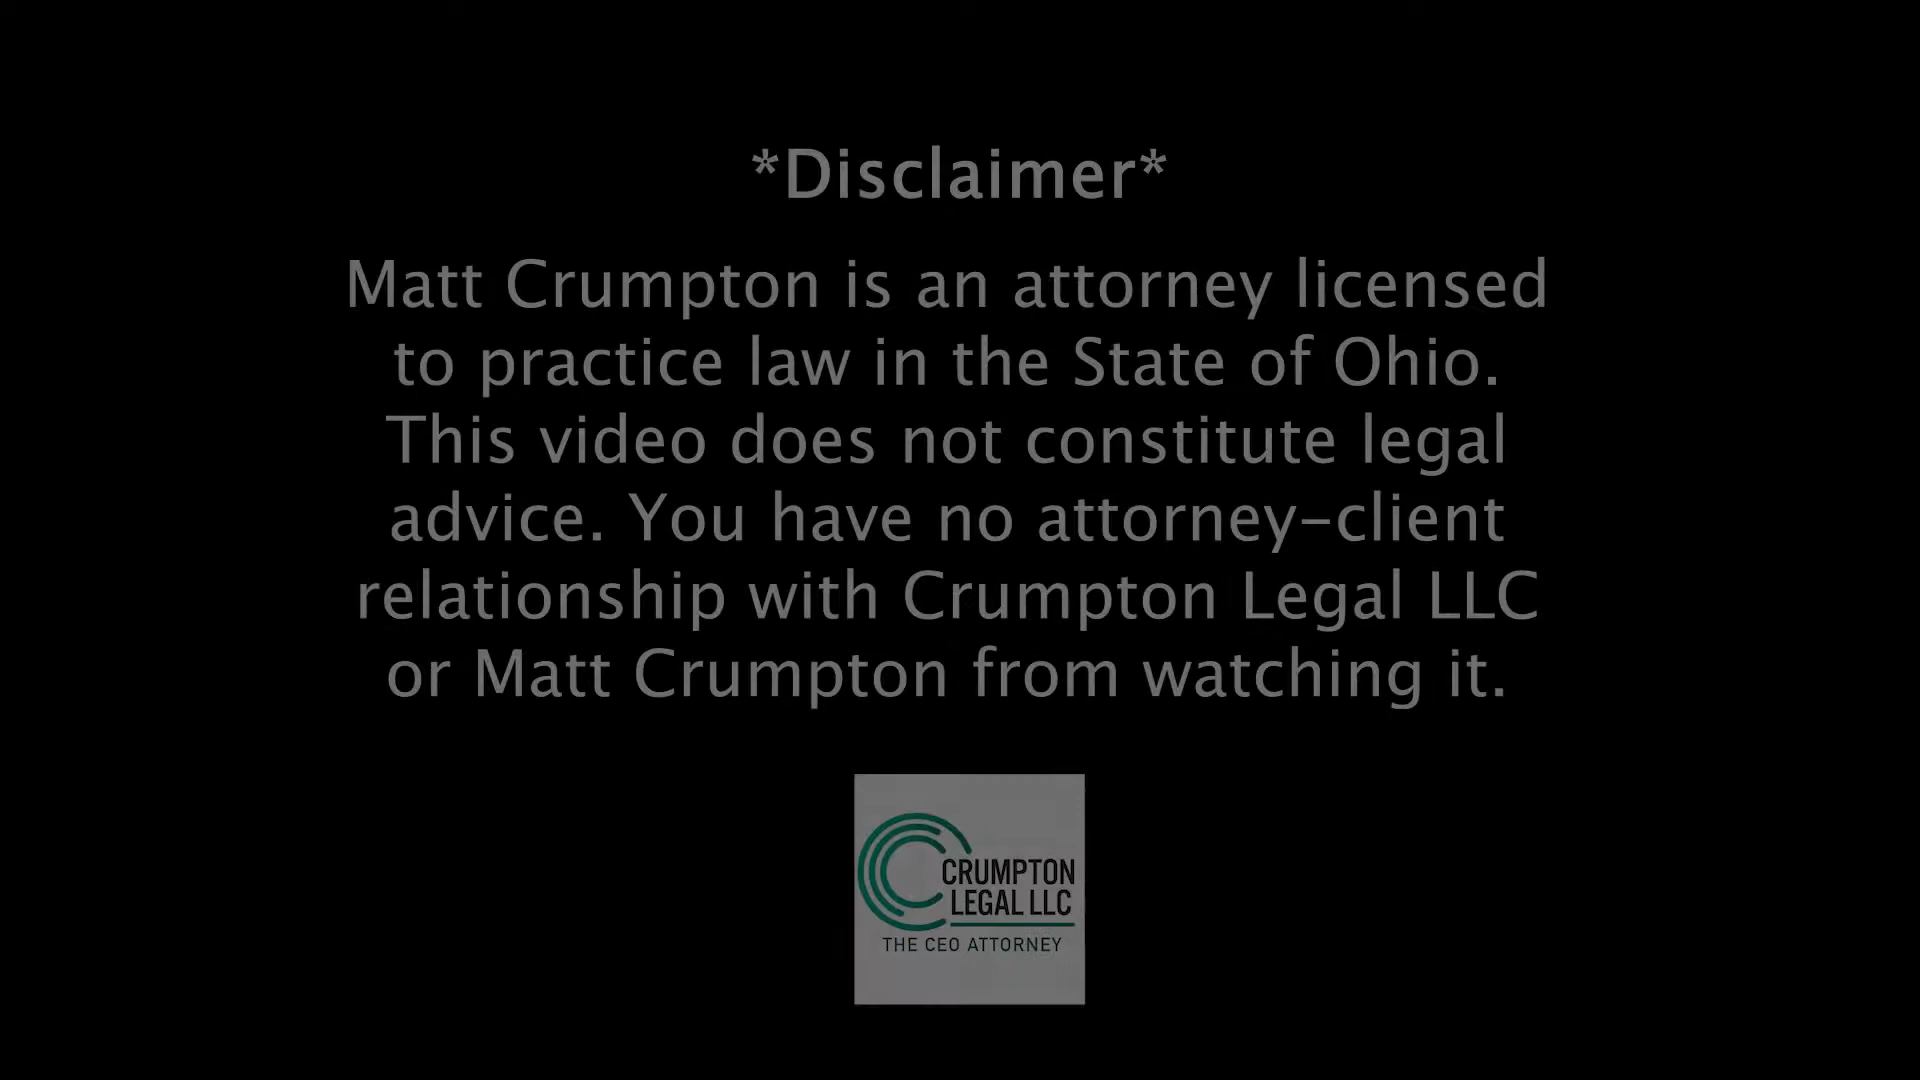 *Disclaimer*
Matt Crumpton is an attorney licensed
to practice law in the State of Ohio.
This video does not constitute legal
advice. You have no attorney-client
relationship with Crumpton Legal LLC
or Matt Crumpton from watching it.
CRUMPTON
LEGAL LLC
THE CEO ATTORNEY